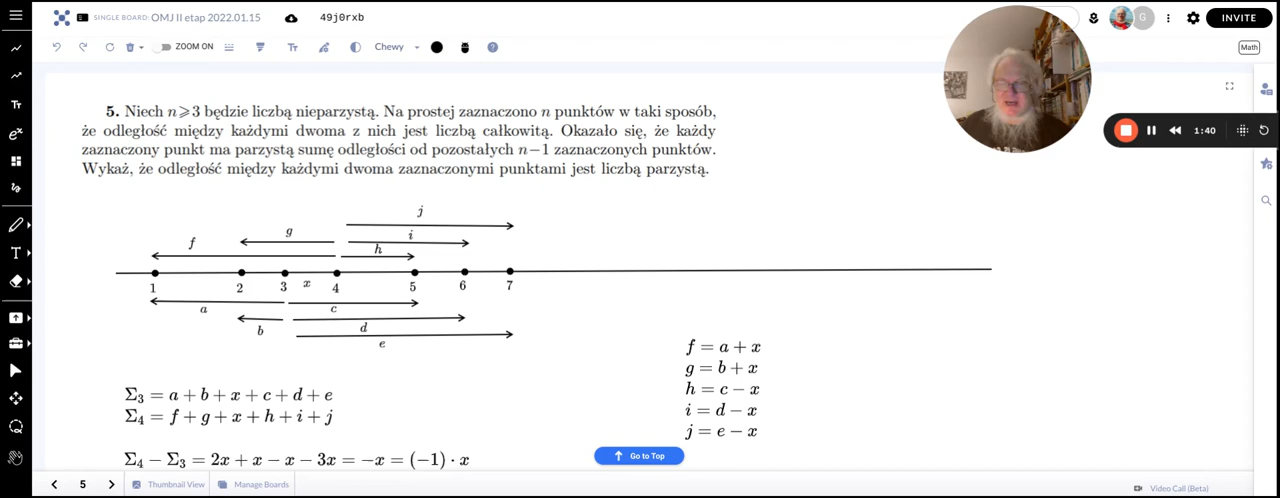 SINGLE BOARD: OMJ II etap 2022.01.15 49j0rxb G INVITE
ZOOM ON Tт Chewy Math
1:40
5. Niech n⩾3 będzie liczbą nieparzystą. Na prostej zaznaczono n punktów w taki sposób,
że odległość między każdymi dwoma z nich jest liczbą całkowitą. Okazało się, że każdy
zaznaczony punkt ma parzystą sumę odległości od pozostałych n−1 zaznaczonych punktów.
Wykaż, że odległość między każdymi dwoma zaznaczonymi punktami jest liczbą parzystą.
j
g i
f h
1 2 3 x 4 5 6 7
a c
b d
e
f = a + x
g = b + x
h = c − x
i = d − x
j = e − x
Σ₃ = a + b + x + c + d + e
Σ₄ = f + g + x + h + i + j
Σ₄ − Σ₃ = 2x + x − x − 3x = −x = (−1) · x
Go to Top
5 Thumbnail View Manage Boards Video Call (Beta)